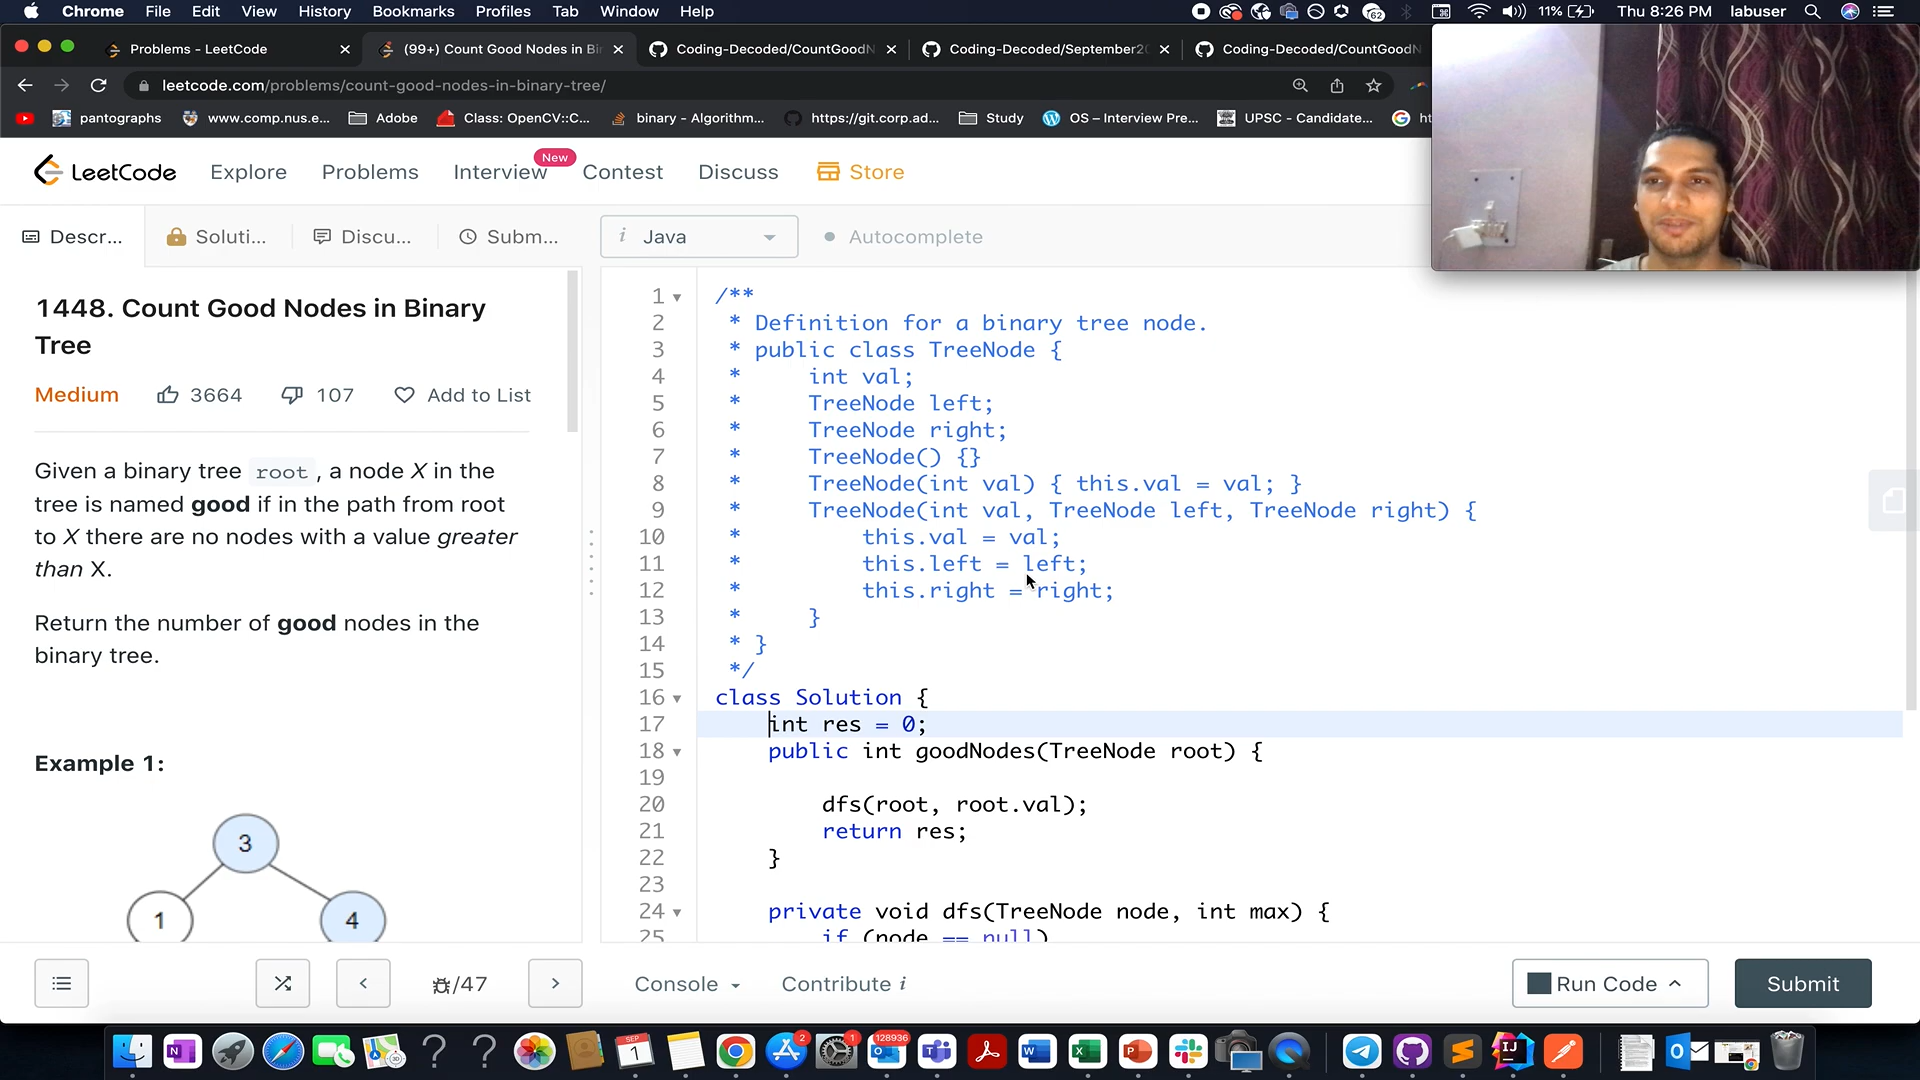 Chrome File Edit View History Bookmarks Profiles Tab Window Help 62 11% Thu 8:26 PM labuser
Problems - LeetCode
(99+) Count Good Nodes in Bi
Coding-Decoded/CountGoodN
Coding-Decoded/September20
Coding-Decoded/CountGoodN
leetcode.com/problems/count-good-nodes-in-binary-tree/
pantographs
www.comp.nus.e...
Adobe
Class: OpenCV::C...
binary - Algorithm...
https://git.corp.ad...
Study
OS – Interview Pre...
UPSC - Candidate...
LeetCode
Explore
Problems
Interview
New
Contest
Discuss
Store
Descr...
Soluti...
Discu...
Subm...
i Java
Autocomplete
1448. Count Good Nodes in Binary
Tree
Medium 3664 107 Add to List
Given a binary tree root , a node X in the
tree is named good if in the path from root
to X there are no nodes with a value greater
than X.
Return the number of good nodes in the
binary tree.
Example 1:
3
1
4
1 /**
2 * Definition for a binary tree node.
3 * public class TreeNode {
4 * int val;
5 * TreeNode left;
6 * TreeNode right;
7 * TreeNode() {}
8 * TreeNode(int val) { this.val = val; }
9 * TreeNode(int val, TreeNode left, TreeNode right) {
10 * this.val = val;
11 * this.left = left;
12 * this.right = right;
13 * }
14 * }
15 */
16 class Solution {
17 int res = 0;
18 public int goodNodes(TreeNode root) {
19
20 dfs(root, root.val);
21 return res;
22 }
23
24 private void dfs(TreeNode node, int max) {
25 if (node == null)
/47
Console
Contribute i
Run Code
Submit
SEP
1
2
1
128936